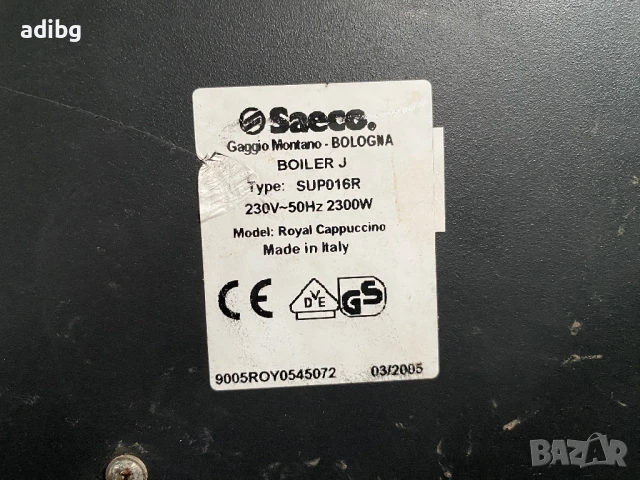 adibg
Saeco.
Gaggio Montano - BOLOGNA
BOILER J
Type: SUP016R
230V~50Hz 2300W
Model: Royal Cappuccino
Made in Italy
CE DVE GS
9005ROY0545072 03/2005
BAZAR